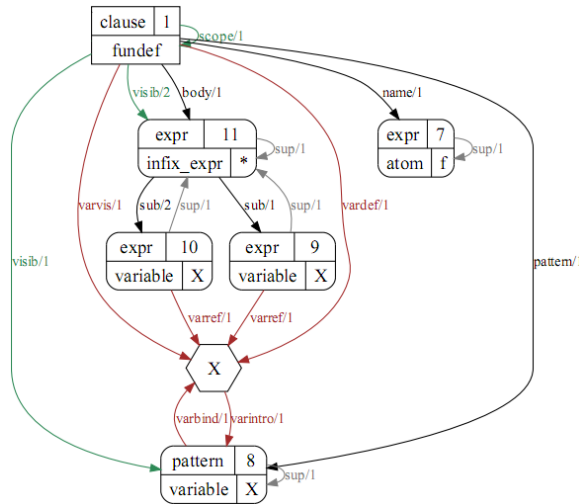 clause 1
scope/1
fundef
visib/2 body/1 name/1
expr 11 expr 7
sup/1 sup/1
infix_expr * atom f
varvis/1 sub/2 sup/1 sub/1 sup/1 vardef/1
expr 10 expr 9
visib/1 pattern/1
variable X variable X
varref/1 varref/1
X
varbind/1 varintro/1
pattern 8
sup/1
variable X